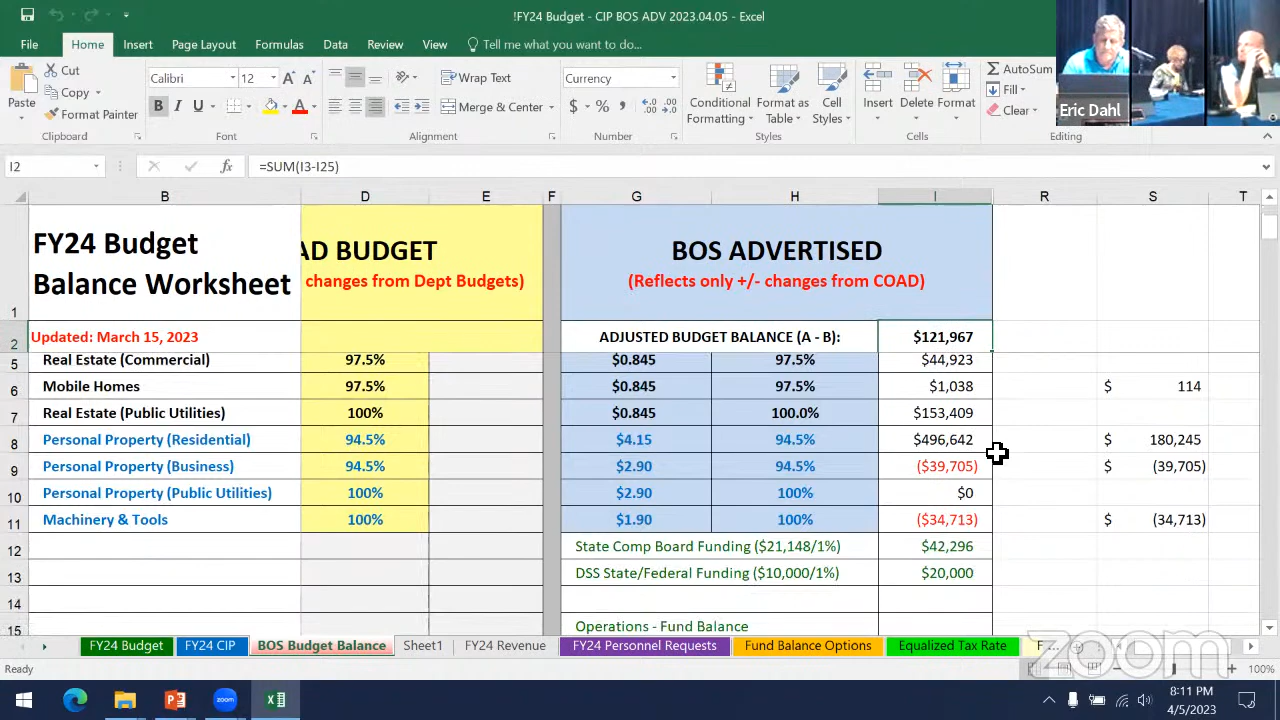 !FY24 Budget - CIP BOS ADV 2023.04.05 - Excel
File Home Insert Page Layout Formulas Data Review View Tell me what you want to do...
Cut
Copy
Format Painter
Paste
Clipboard
Calibri 12
B I U
Font
Wrap Text
Merge & Center
Alignment
Currency
$ % ,
Number
Conditional Formatting
Format as Table
Cell Styles
Styles
Insert Delete Format
Cells
AutoSum
Fill
Clear
Editing
Eric Dahl
I2 fx =SUM(I3-I25)
B D E F G H I R S T
1 FY24 Budget Balance Worksheet
AD BUDGET
changes from Dept Budgets)
BOS ADVERTISED
(Reflects only +/- changes from COAD)
2 Updated: March 15, 2023 ADJUSTED BUDGET BALANCE (A - B): $121,967
5 Real Estate (Commercial) 97.5% $0.845 97.5% $44,923
6 Mobile Homes 97.5% $0.845 97.5% $1,038 $ 114
7 Real Estate (Public Utilities) 100% $0.845 100.0% $153,409
8 Personal Property (Residential) 94.5% $4.15 94.5% $496,642 $ 180,245
9 Personal Property (Business) 94.5% $2.90 94.5% ($39,705) $ (39,705)
10 Personal Property (Public Utilities) 100% $2.90 100% $0
11 Machinery & Tools 100% $1.90 100% ($34,713) $ (34,713)
12 State Comp Board Funding ($21,148/1%) $42,296
13 DSS State/Federal Funding ($10,000/1%) $20,000
14
15 Operations - Fund Balance
FY24 Budget FY24 CIP BOS Budget Balance Sheet1 FY24 Revenue FY24 Personnel Requests Fund Balance Options Equalized Tax Rate F ...
Ready 100%
zoom
zoom
8:11 PM
4/5/2023